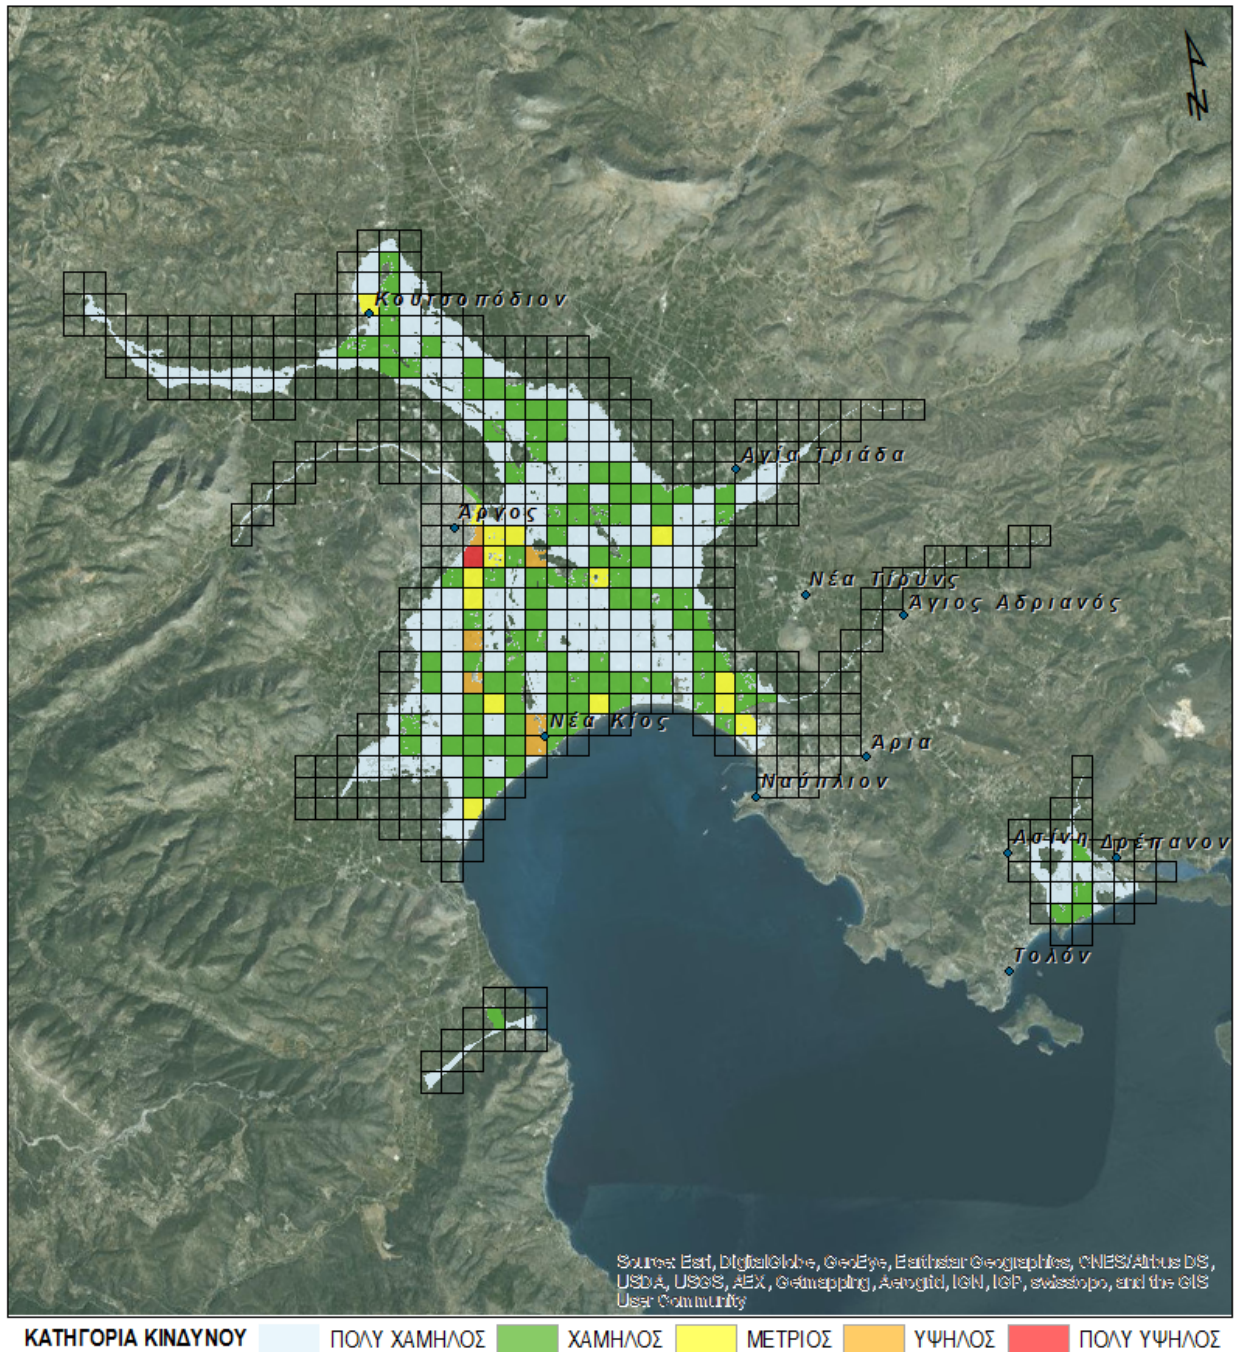 N
Κουτσοπόδιον
Αγία Τριάδα
Άργος
Νέα Τίρυνς
Άγιος Αδριανός
Νέα Κίος
Άρια
Ναύπλιον
Ασίνη Δρέπανον
Τολόν
Source: Esri, DigitalGlobe, GeoEye, Earthstar Geographics, CNES/Airbus DS,
USDA, USGS, AEX, Getmapping, Aerogrid, IGN, IGP, swisstopo, and the GIS
User Community
ΚΑΤΗΓΟΡΙΑ ΚΙΝΔΥΝΟΥ ΠΟΛΥ ΧΑΜΗΛΟΣ ΧΑΜΗΛΟΣ ΜΕΤΡΙΟΣ ΥΨΗΛΟΣ ΠΟΛΥ ΥΨΗΛΟΣ